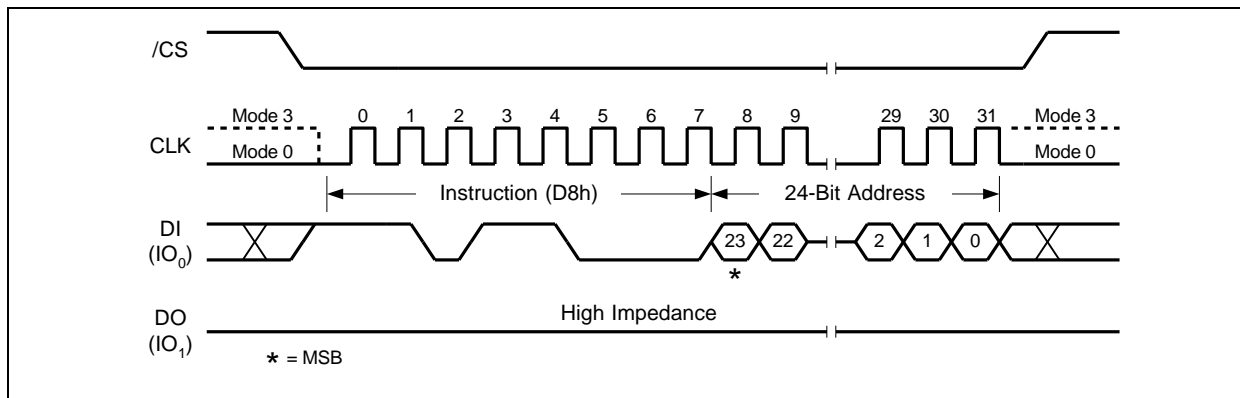 /CS
Mode 3 0 1 2 3 4 5 6 7 8 9 29 30 31 Mode 3
CLK
Mode 0 Mode 0
Instruction (D8h) 24-Bit Address
DI
(IO0)
23 22 2 1 0
*
High Impedance
DO
(IO1)
* = MSB